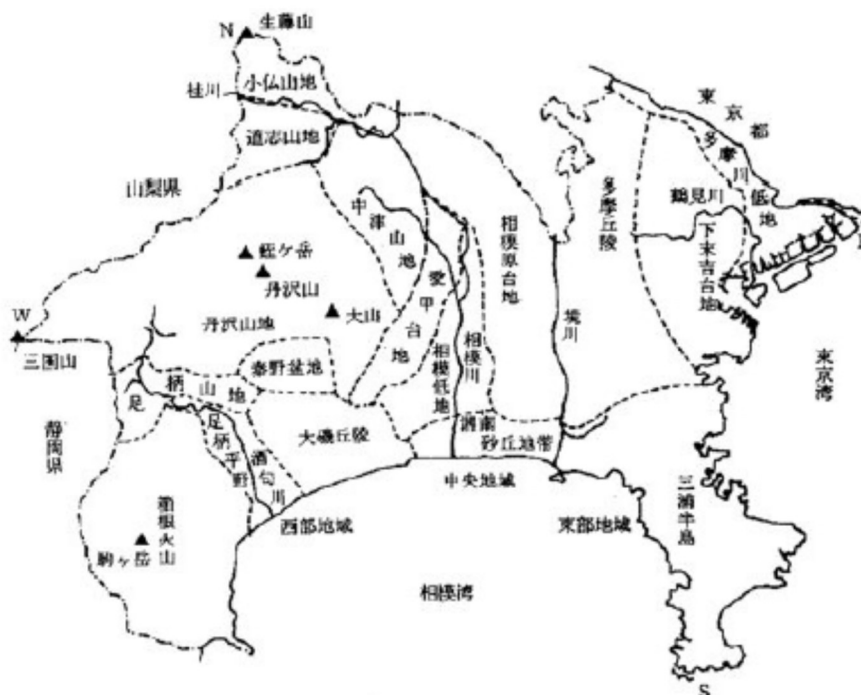 N
生藤山
小仏山地
桂川
道志山地
山梨県
東京都
多摩川低地
鶴見川
下末吉台地
多摩丘陵
相模原台地
中津山地
愛甲台地
蛭ケ岳
丹沢山
大山
丹沢山地
W
三国山
秦野盆地
足柄山地
相模川
相模低地
境川
東京湾
静岡県
足柄平野
酒匂川
大磯丘陵
湘南
砂丘地帯
中央地域
西部地域
東部地域
三浦半島
箱根火山
駒ケ岳
相模湾
S